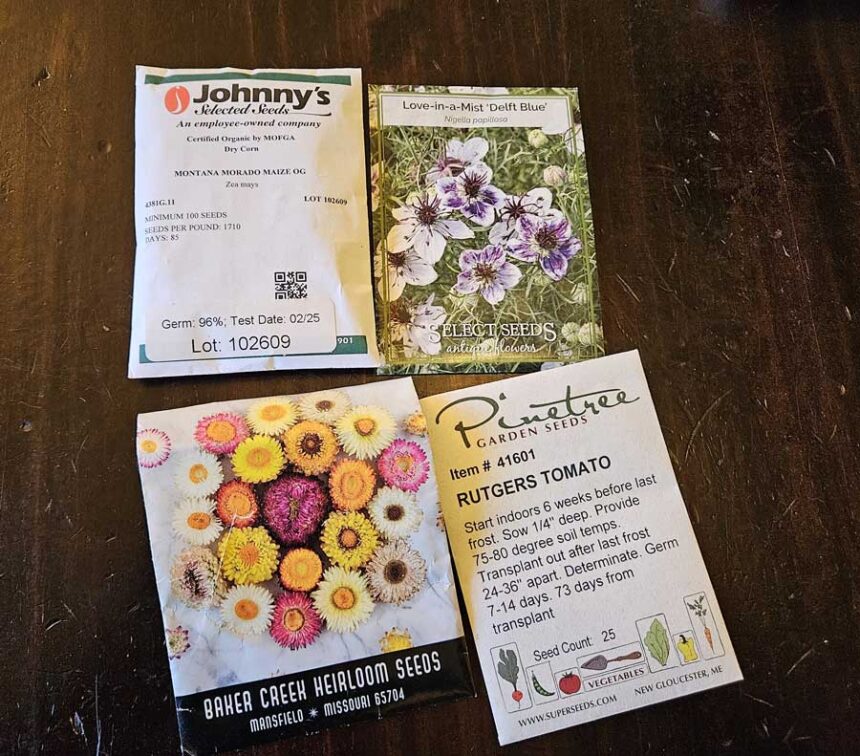 Johnny's
Selected Seeds
An employee-owned company
Certified Organic by MOFGA
Dry Corn
MONTANA MORADO MAIZE OG
Zea mays
4381G.11 LOT 102609
MINIMUM 100 SEEDS
SEEDS PER POUND: 1710
DAYS: 85
Germ: 96%; Test Date: 02/25
Lot: 102609
901
Love-in-a-Mist 'Delft Blue'
Nigella papillosa
SELECT SEEDS
antique flowers
BAKER CREEK HEIRLOOM SEEDS
MANSFIELD * MISSOURI 65704
Pinetree
GARDEN SEEDS
Item # 41601
RUTGERS TOMATO
Start indoors 6 weeks before last
frost. Sow 1/4" deep. Provide
75-80 degree soil temps.
Transplant out after last frost
24-36" apart. Determinate. Germ
7-14 days. 73 days from
transplant
Seed Count: 25
VEGETABLES
WWW.SUPERSEEDS.COM NEW GLOUCESTER, ME